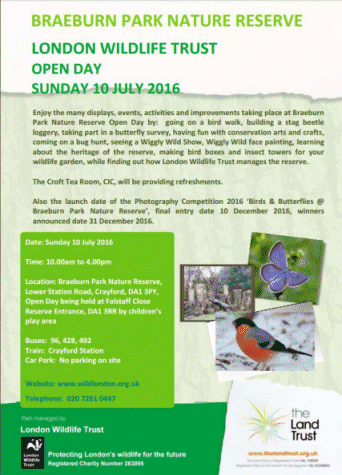 BRAEBURN PARK NATURE RESERVE
LONDON WILDLIFE TRUST
OPEN DAY
SUNDAY 10 JULY 2016
Enjoy the many displays, events, activities and improvements taking place at Braeburn
Park Nature Reserve Open Day by: going on a bird walk, building a stag beetle
loggery, taking part in a butterfly survey, having fun with conservation arts and crafts,
coming on a bug hunt, seeing a Wiggly Wild Show, Wiggly Wild face painting, learning
about the heritage of the reserve, making bird boxes and insect towers for your
wildlife garden, while finding out how London Wildlife Trust manages the reserve.
The Croft Tea Room, CIC, will be providing refreshments.
Also the launch date of the Photography Competition 2016 'Birds & Butterflies @
Braeburn Park Nature Reserve', final entry date 10 December 2016, winners
announced date 31 December 2016.
Date: Sunday 10 July 2016
Time: 10.00am to 4.00pm
Location: Braeburn Park Nature Reserve,
Lower Station Road, Crayford, DA1 3PY,
Open Day being held at Falstaff Close
Reserve Entrance, DA1 3RR by children's
play area
Buses: 96, 428, 492
Train: Crayford Station
Car Park: No parking on site
Website: www.wildlondon.org.uk
Telephone: 020 7261 0447
Park managed by
London Wildlife Trust
London
Wildlife
Trust
Protecting London's wildlife for the future
Registered Charity Number 283895
the
Land
Trust
www.thelandtrust.org.uk